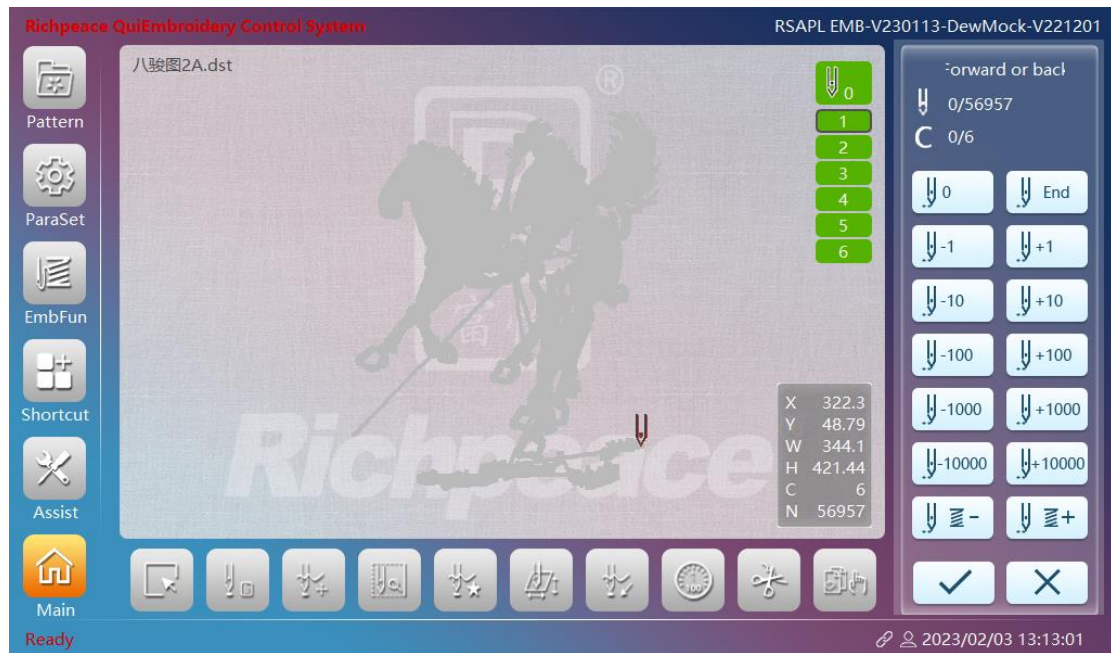 Richpeace QuiEmbroidery Control System
RSAPL EMB-V230113-DewMock-V221201
Pattern
ParaSet
EmbFun
Shortcut
Assist
Main
八骏图2A.dst
®
富
Richpeace
0
1
2
3
4
5
6
X 322.3
Y 48.79
W 344.1
H 421.44
C 6
N 56957
100
Forward or back
0/56957
C 0/6
0 End
-1 +1
-10 +10
-100 +100
-1000 +1000
-10000 +10000
- +
Ready
2023/02/03 13:13:01